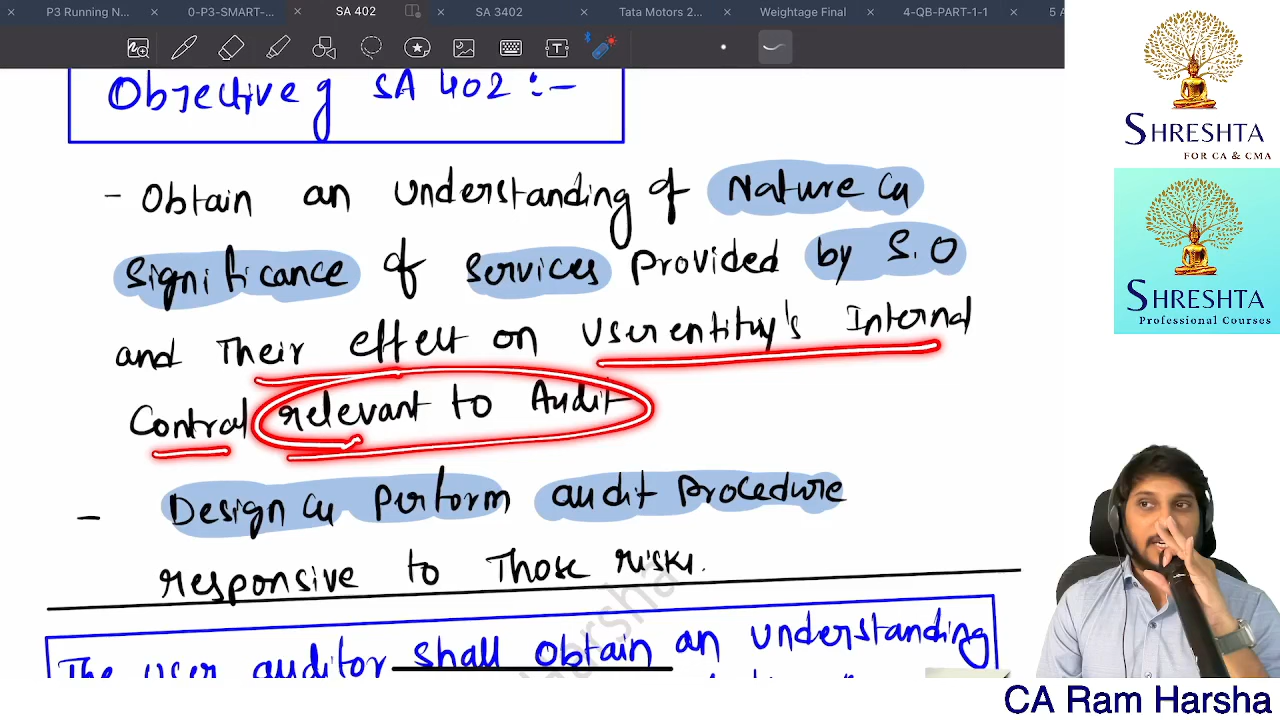 P3 Running N... 0-P3-SMART-... SA 402 SA 3402 Tata Motors 2... Weightage Final 4-QB-PART-1-1 5
Objective of SA 402 :-
- Obtain an understanding of Nature &
Significance of services provided by S.O
and Their effect on User entity's Internal
Control relevant to Audit
- Design & Perform audit Procedure
responsive to Those risks.
The user auditor shall obtain an understanding
SHRESHTA
FOR CA & CMA
SHRESHTA
Professional Courses
CA Ram Harsha